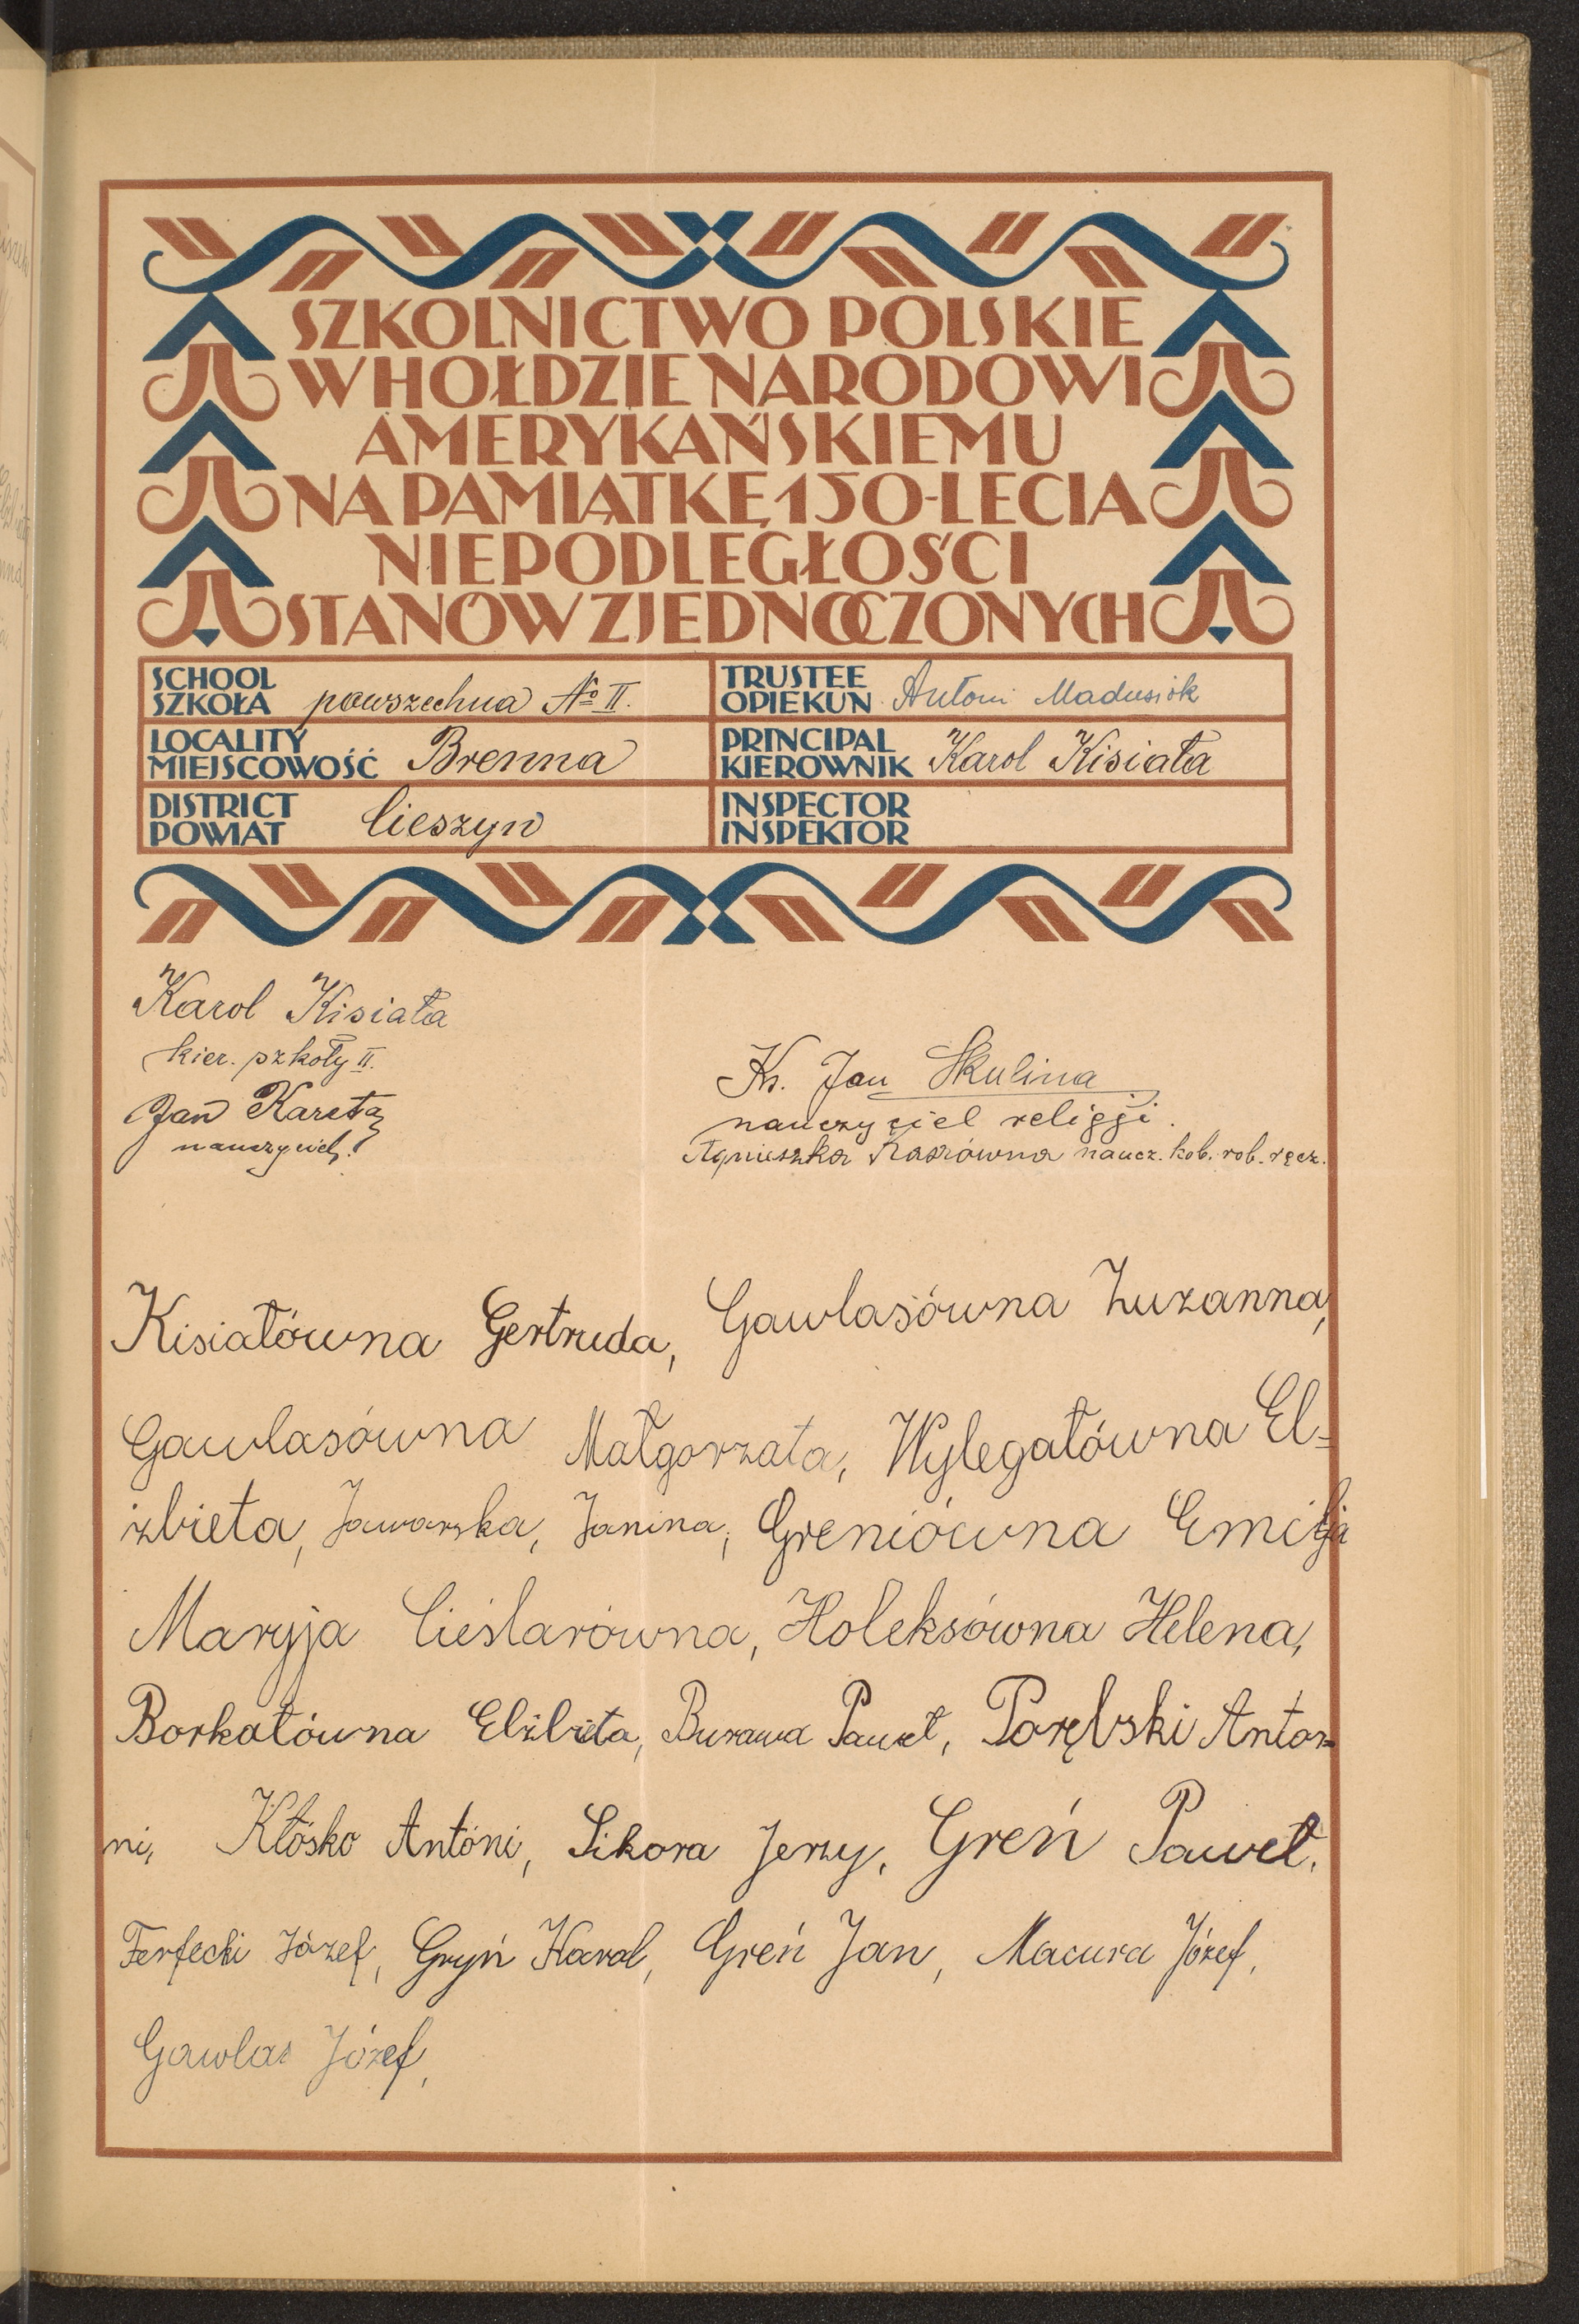 SZKOLNICTWO POLSKIE
W HOŁDZIE NARODOWI
AMERYKAŃSKIEMU
NA PAMIĄTKĘ 150-LECIA
NIEPODLEGŁOŚCI
STANÓW ZJEDNOCZONYCH
SCHOOL
SZKOŁA powszechna No II.
TRUSTEE
OPIEKUN Antoni Madusiok
LOCALITY
MIEJSCOWOŚĆ Brenna
PRINCIPAL
KIEROWNIK Karol Kisiała
DISTRICT
POWIAT Cieszyn
INSPECTOR
INSPEKTOR
Karol Kisiała
kier. szkoły II.
Jan Kareta
nauczyciel.
Ks. Jan Skulina
nauczyciel religji.
Agnieszka naucz. kob. rob. ręcz.
Kisiałówna Gertruda, Gawlasówna Zuzanna,
Gawlasówna Małgorzata, Wylegałówna El=
żbieta, Jaworska, Janina, Greniówna Emilja
Maryja Cieślarówna, Holeksówna Helena,
Borkałówna Elżbieta, Burawa Paweł, Porębski Anto=
ni, Kłósko Antóni, Sikora Jerzy, Greń Paweł.
Ferfecki Józef, Gryń Karol, Greń Jan, Macura Józef,
Gawlas Józef,